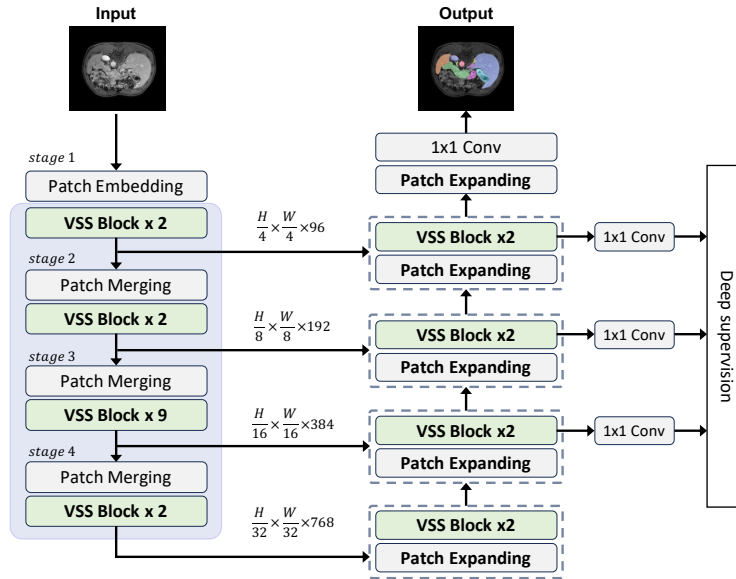 Input
Output
stage 1
Patch Embedding
VSS Block x 2
stage 2
Patch Merging
VSS Block x 2
stage 3
Patch Merging
VSS Block x 9
stage 4
Patch Merging
VSS Block x 2
H/4 × W/4 ×96
H/8 × W/8 ×192
H/16 × W/16 ×384
H/32 × W/32 ×768
1x1 Conv
Patch Expanding
VSS Block x2
Patch Expanding
VSS Block x2
Patch Expanding
VSS Block x2
Patch Expanding
VSS Block x2
Patch Expanding
1x1 Conv
1x1 Conv
1x1 Conv
Deep supervision